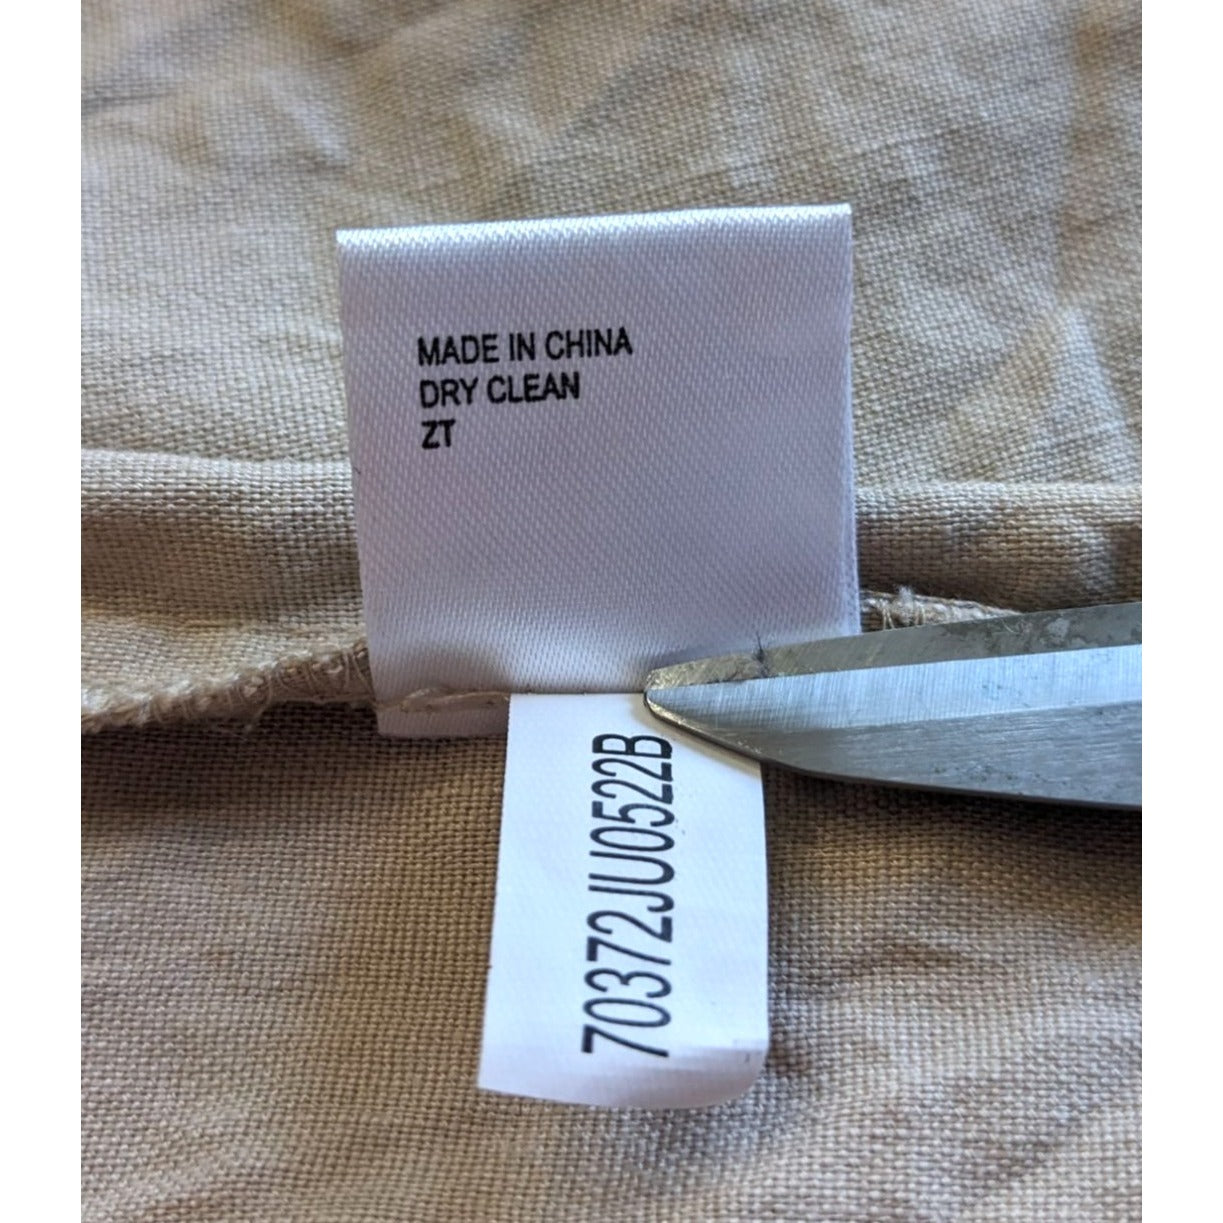 MADE IN CHINA
DRY CLEAN
ZT
70372JU0522B